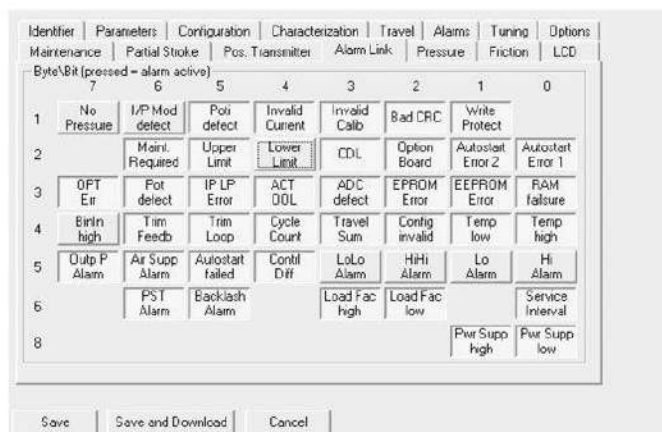 Identifier Parameters Configuration Characterization Travel Alarms Tuning Options
Maintenance Partial Stroke Pos. Transmitter Alarm Link Pressure Friction LCD
Byte\Bit (pressed = alarm active)
7 6 5 4 3 2 1 0
1 No Pressure I/P Mod defect Poti defect Invalid Current Invalid Calib Bad CRC Write Protect
2 Maint. Required Upper Limit Lower Limit CDL Option Board Autostart Error 2 Autostart Error 1
3 OPT Err Pot defect IP LP Error ACT OOL ADC defect EPROM Error EEPROM Error RAM failsure
4 BinIn high Trim Feedb Trim Loop Cycle Count Travel Sum Config invalid Temp low Temp high
5 Outp P Alarm Air Supp Alarm Autostart failed Contrl Diff LoLo Alarm HiHi Alarm Lo Alarm Hi Alarm
6 PST Alarm Backlash Alarm Load Fac high Load Fac low Service Interval
8 Pwr Supp high Pwr Supp low
Save Save and Download Cancel